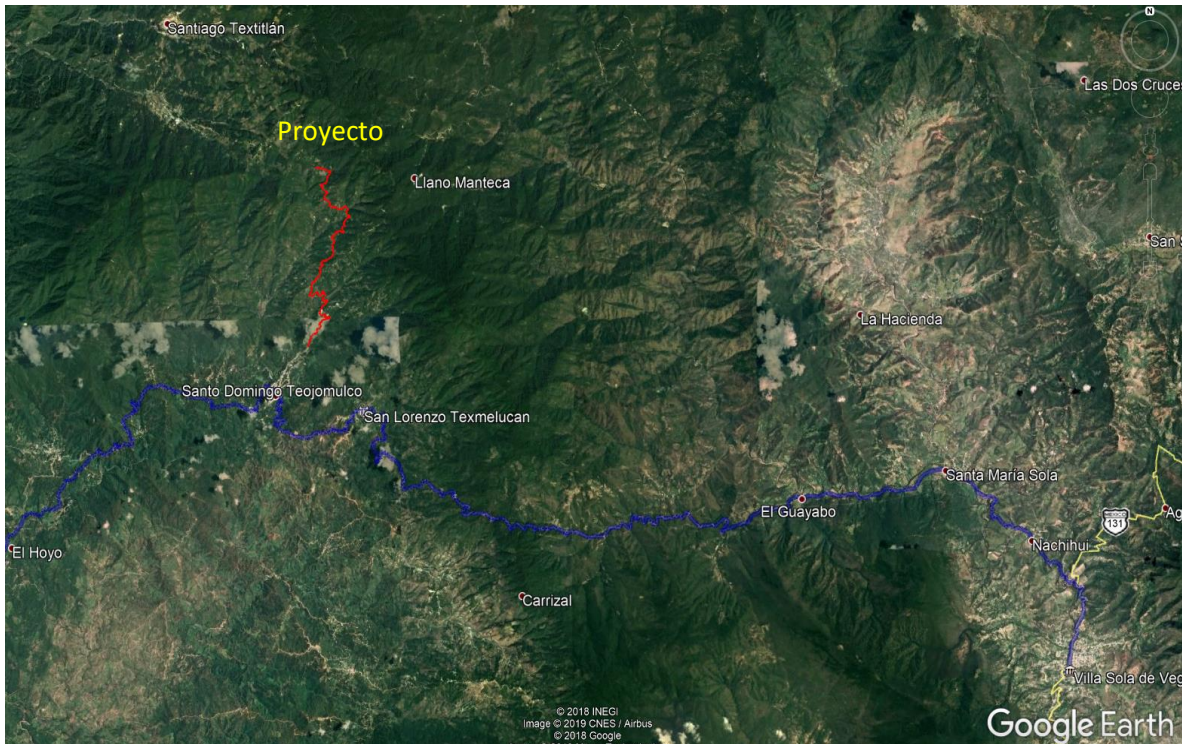 N
Santiago Textitlán
Las Dos Cruces
Proyecto
Llano Manteca
San S
La Hacienda
Santo Domingo Teojomulco
San Lorenzo Texmelucan
Santa María Sola
El Guayabo
MEXICO
131
Ag
Nachihui
El Hoyo
Carrizal
Villa Sola de Veg
© 2018 INEGI
Image © 2019 CNES / Airbus
© 2018 Google
Google Earth